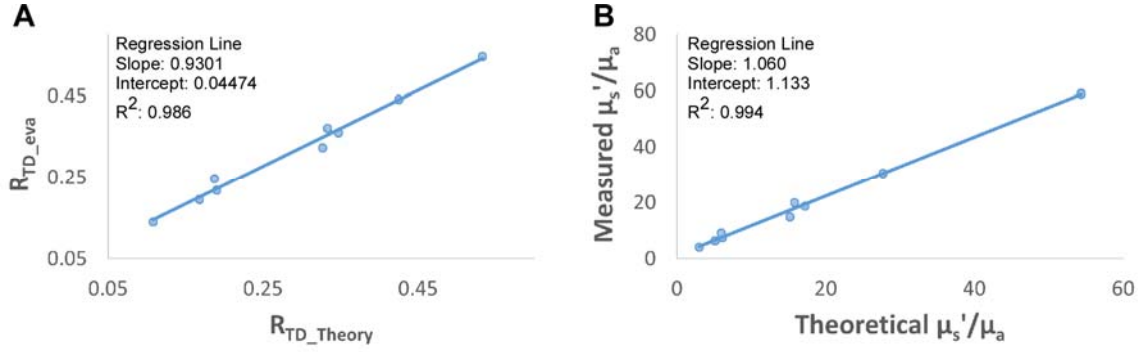 A
Regression Line
Slope: 0.9301
Intercept: 0.04474
R²: 0.986
0.45
0.25
0.05
R_TD_eva
0.05 0.25 0.45
R_TD_Theory
B
Regression Line
Slope: 1.060
Intercept: 1.133
R²: 0.994
80
60
40
20
0
Measured μs'/μa
0 20 40 60
Theoretical μs'/μa